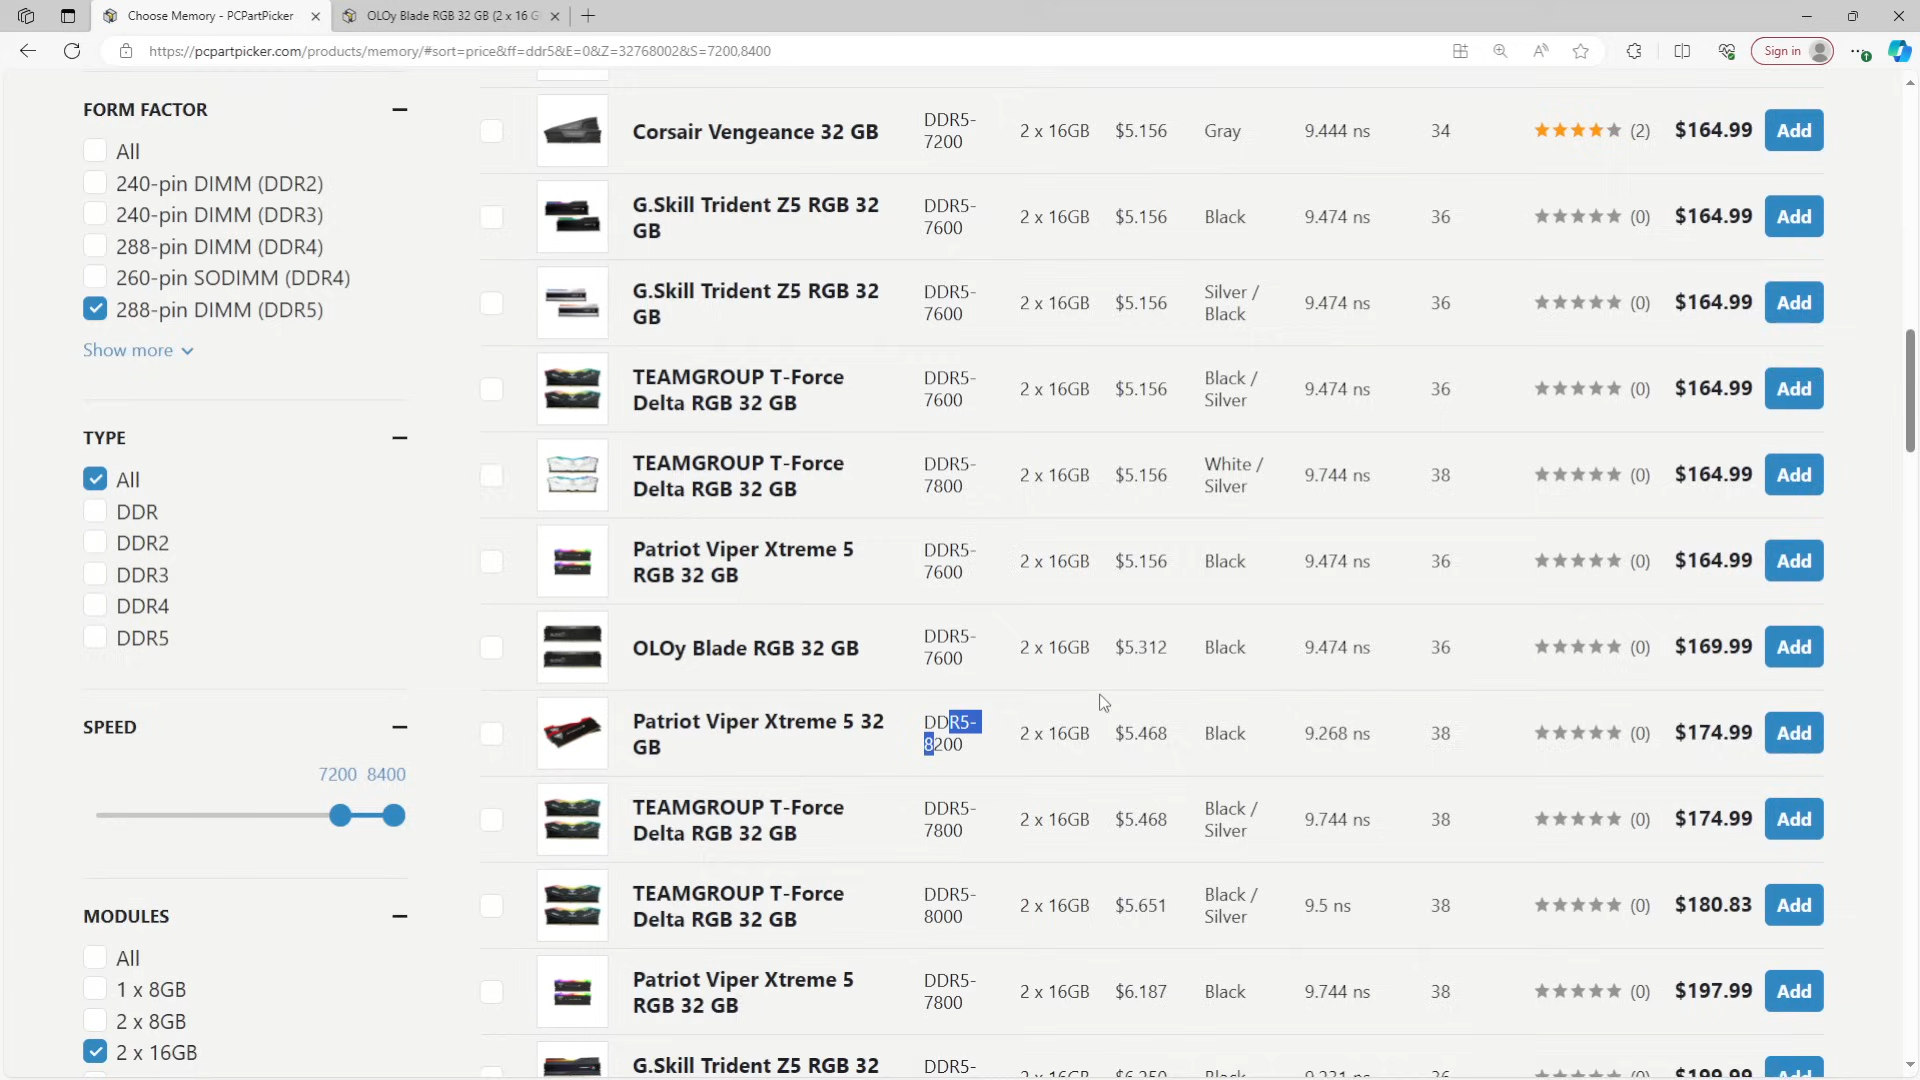 Choose Memory - PCPartPicker
OLOy Blade RGB 32 GB (2 x 16 G
https://pcpartpicker.com/products/memory/#sort=price&ff=ddr5&E=0&Z=32768002&S=7200,8400
Sign in
FORM FACTOR
All
240-pin DIMM (DDR2)
240-pin DIMM (DDR3)
288-pin DIMM (DDR4)
260-pin SODIMM (DDR4)
288-pin DIMM (DDR5)
Show more
TYPE
All
DDR
DDR2
DDR3
DDR4
DDR5
SPEED
7200 8400
MODULES
All
1 x 8GB
2 x 8GB
2 x 16GB
Corsair Vengeance 32 GB
DDR5-
7200
2 x 16GB
$5.156
Gray
9.444 ns
34
(2)
$164.99
Add
G.Skill Trident Z5 RGB 32
GB
DDR5-
7600
2 x 16GB
$5.156
Black
9.474 ns
36
(0)
$164.99
Add
G.Skill Trident Z5 RGB 32
GB
DDR5-
7600
2 x 16GB
$5.156
Silver /
Black
9.474 ns
36
(0)
$164.99
Add
TEAMGROUP T-Force
Delta RGB 32 GB
DDR5-
7600
2 x 16GB
$5.156
Black /
Silver
9.474 ns
36
(0)
$164.99
Add
TEAMGROUP T-Force
Delta RGB 32 GB
DDR5-
7800
2 x 16GB
$5.156
White /
Silver
9.744 ns
38
(0)
$164.99
Add
Patriot Viper Xtreme 5
RGB 32 GB
DDR5-
7600
2 x 16GB
$5.156
Black
9.474 ns
36
(0)
$164.99
Add
OLOy Blade RGB 32 GB
DDR5-
7600
2 x 16GB
$5.312
Black
9.474 ns
36
(0)
$169.99
Add
Patriot Viper Xtreme 5 32
GB
DDR5-
8200
2 x 16GB
$5.468
Black
9.268 ns
38
(0)
$174.99
Add
TEAMGROUP T-Force
Delta RGB 32 GB
DDR5-
7800
2 x 16GB
$5.468
Black /
Silver
9.744 ns
38
(0)
$174.99
Add
TEAMGROUP T-Force
Delta RGB 32 GB
DDR5-
8000
2 x 16GB
$5.651
Black /
Silver
9.5 ns
38
(0)
$180.83
Add
Patriot Viper Xtreme 5
RGB 32 GB
DDR5-
7800
2 x 16GB
$6.187
Black
9.744 ns
38
(0)
$197.99
Add
G.Skill Trident Z5 RGB 32
DDR5-
2 x 16GB
$6.250
Black
9.231 ns
36
(0)
$199.99
Add